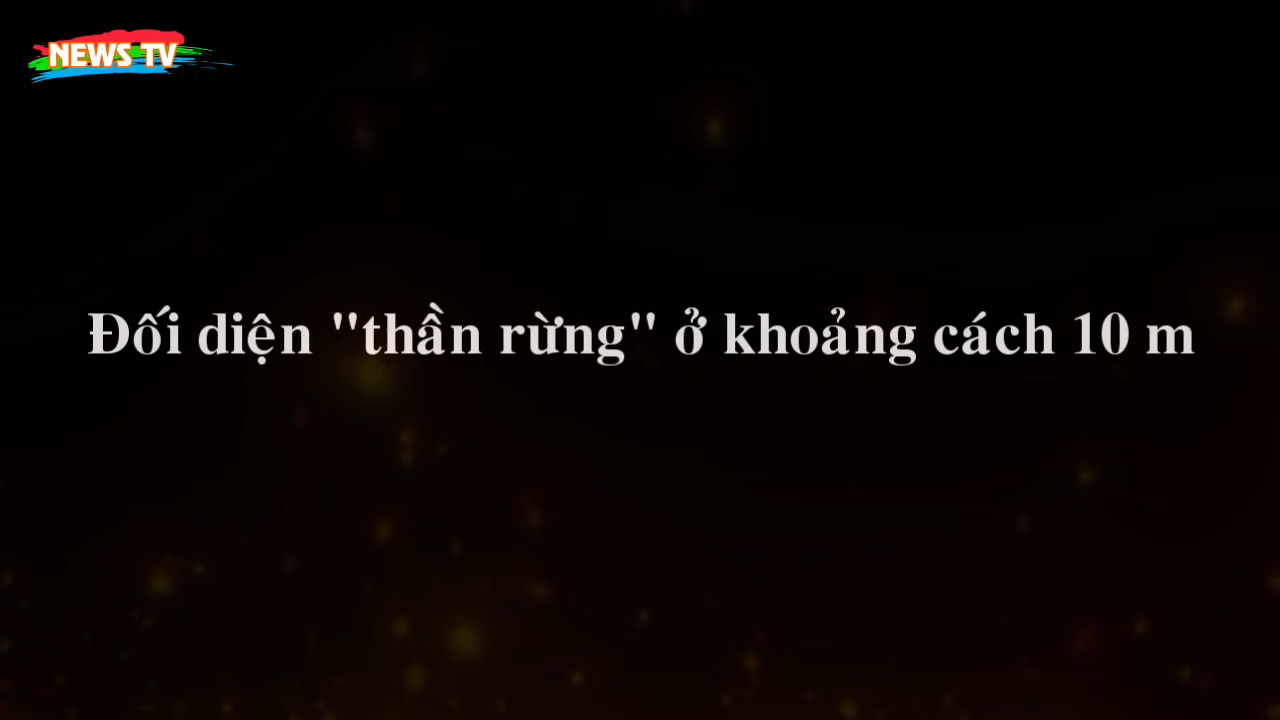 NEWS TV
Đối diện "thần rừng" ở khoảng cách 10 m